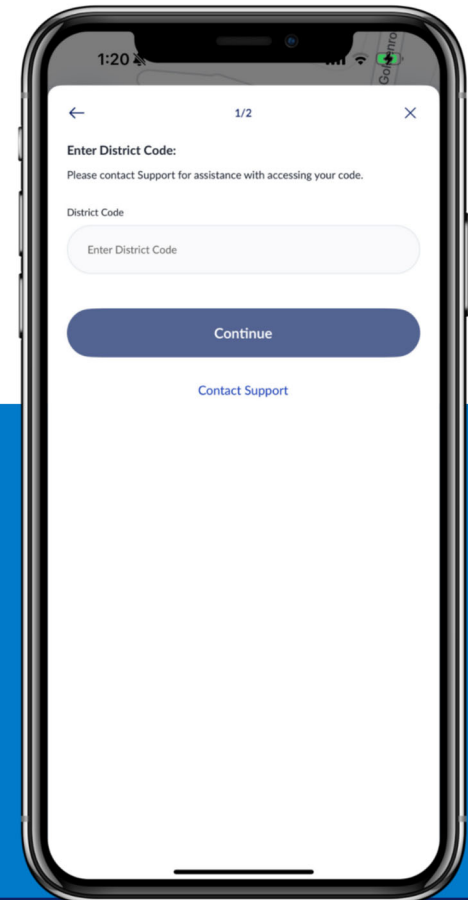 1:20
1/2
Enter District Code:
Please contact Support for assistance with accessing your code.
District Code
Enter District Code
Continue
Contact Support